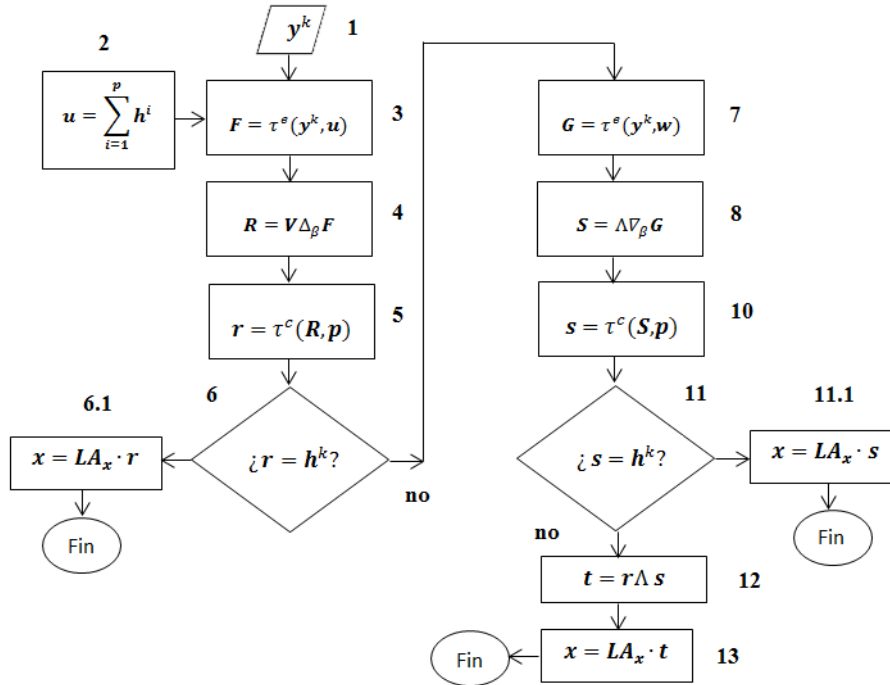 y^k
1
2
u = ∑_{i=1}^{p} h^i
F = τ^e(y^k, u)
3
R = V Δ_β F
4
r = τ^c(R, p)
5
6
¿ r = h^k?
6.1
x = LA_x · r
Fin
no
G = τ^e(y^k, w)
7
S = Λ∇_β G
8
s = τ^c(S, p)
10
11
¿ s = h^k?
11.1
x = LA_x · s
Fin
no
t = r Λ s
12
x = LA_x · t
13
Fin